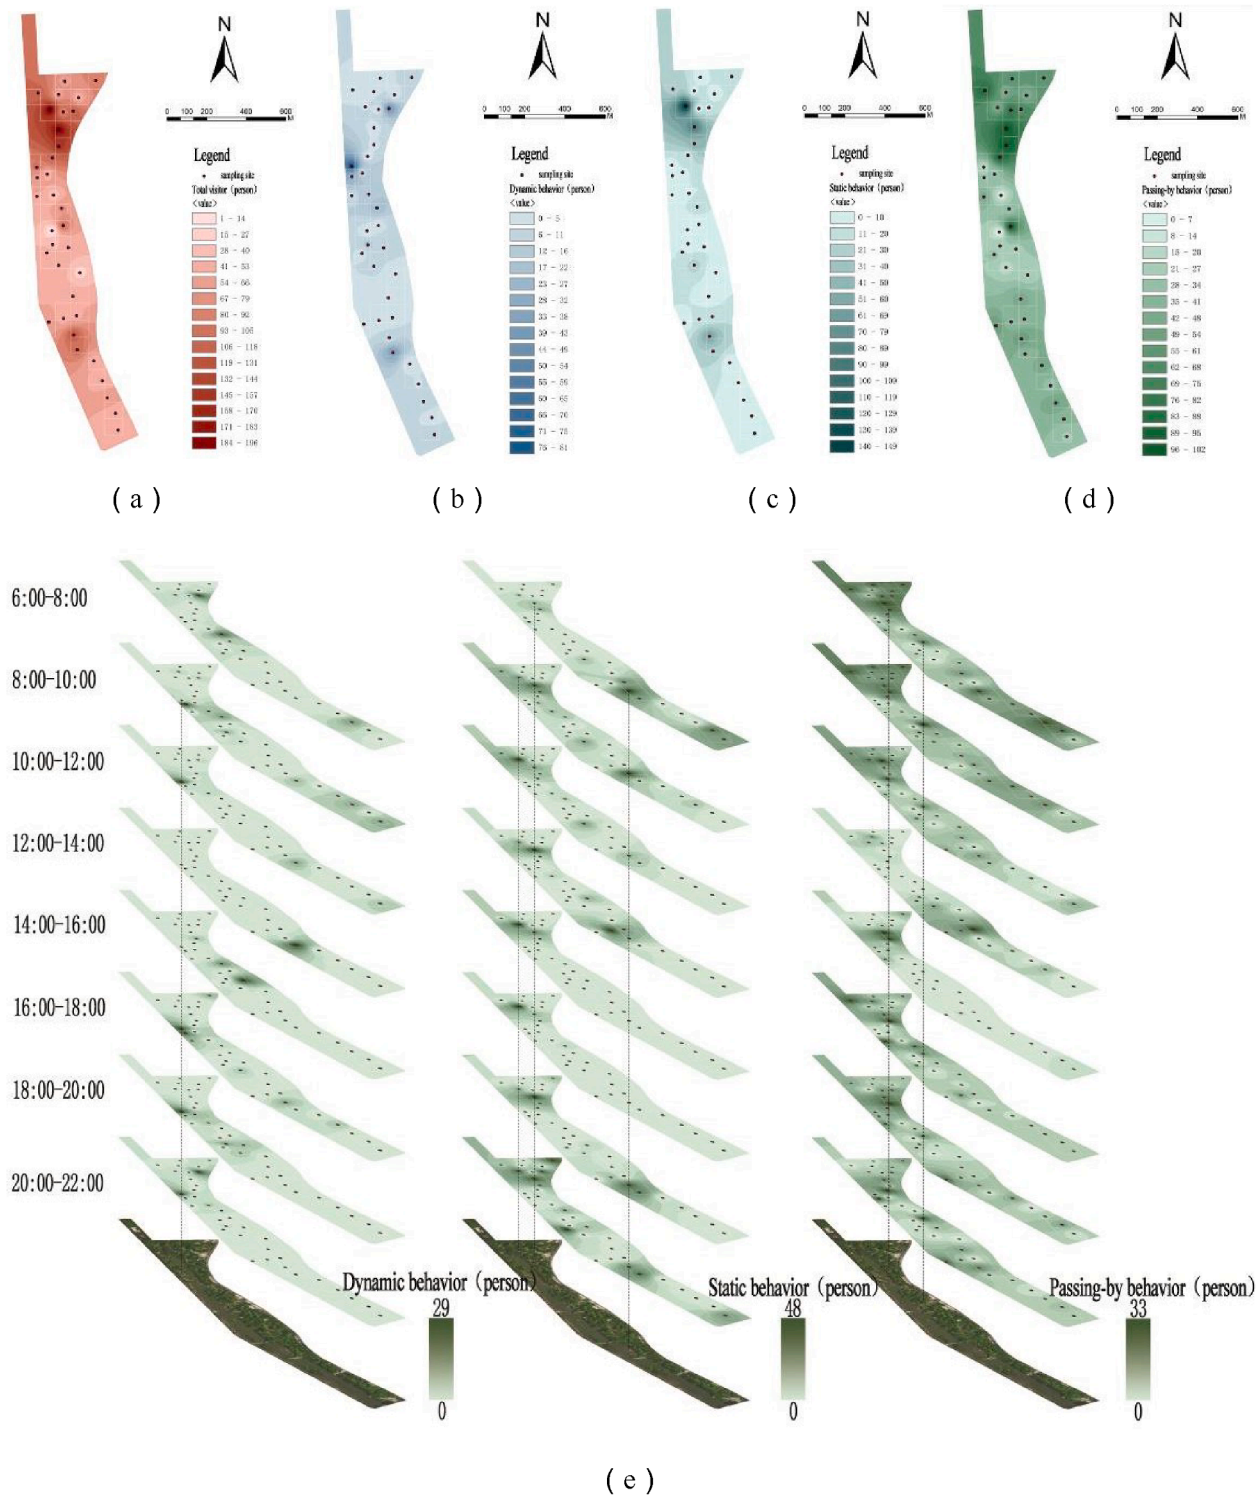 N
0 100 200 400 600
M
Legend
sampling site
Total visitor (person)
<value>
1 - 14
15 - 27
28 - 40
41 - 53
54 - 66
67 - 79
80 - 92
93 - 105
106 - 118
119 - 131
132 - 144
145 - 157
158 - 170
171 - 183
184 - 196
(a)
N
0 100 200 400 600
M
Legend
sampling site
Dynamic behavior (person)
<value>
0 - 5
6 - 11
12 - 16
17 - 22
23 - 27
28 - 32
33 - 38
39 - 43
44 - 49
50 - 54
55 - 59
60 - 65
66 - 70
71 - 75
76 - 81
(b)
N
0 100 200 400 600
M
Legend
sampling site
Static behavior (person)
<value>
0 - 10
11 - 20
21 - 30
31 - 40
41 - 50
51 - 60
61 - 69
70 - 79
80 - 89
90 - 99
100 - 109
110 - 119
120 - 129
130 - 139
140 - 149
(c)
N
0 100 200 400 600
M
Legend
sampling site
Passing-by behavior (person)
<value>
0 - 7
8 - 14
15 - 20
21 - 27
28 - 34
35 - 41
42 - 48
49 - 54
55 - 61
62 - 68
69 - 75
76 - 82
83 - 88
89 - 95
96 - 102
(d)
6:00-8:00
8:00-10:00
10:00-12:00
12:00-14:00
14:00-16:00
16:00-18:00
18:00-20:00
20:00-22:00
Dynamic behavior (person)
29
0
Static behavior (person)
48
0
Passing-by behavior (person)
33
0
(e)